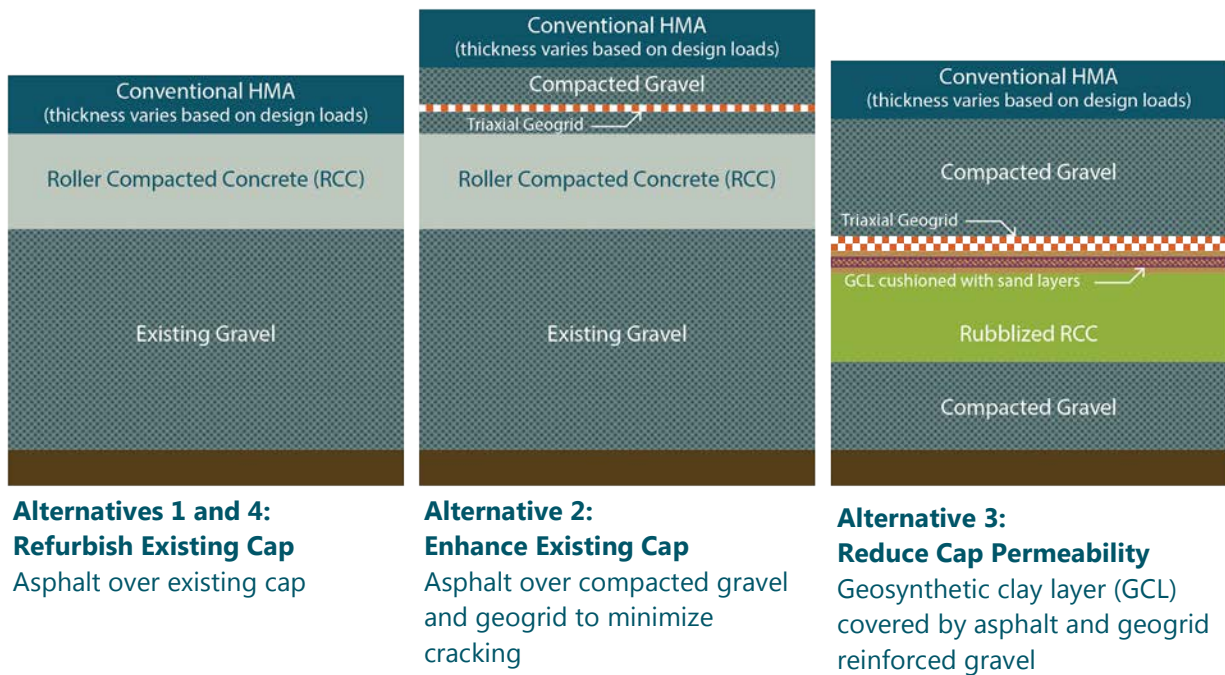 Conventional HMA
(thickness varies based on design loads)
Roller Compacted Concrete (RCC)
Existing Gravel
Alternatives 1 and 4:
Refurbish Existing Cap
Asphalt over existing cap
Conventional HMA
(thickness varies based on design loads)
Compacted Gravel
Triaxial Geogrid
Roller Compacted Concrete (RCC)
Existing Gravel
Alternative 2:
Enhance Existing Cap
Asphalt over compacted gravel
and geogrid to minimize
cracking
Conventional HMA
(thickness varies based on design loads)
Compacted Gravel
Triaxial Geogrid
GCL cushioned with sand layers
Rubblized RCC
Compacted Gravel
Alternative 3:
Reduce Cap Permeability
Geosynthetic clay layer (GCL)
covered by asphalt and geogrid
reinforced gravel